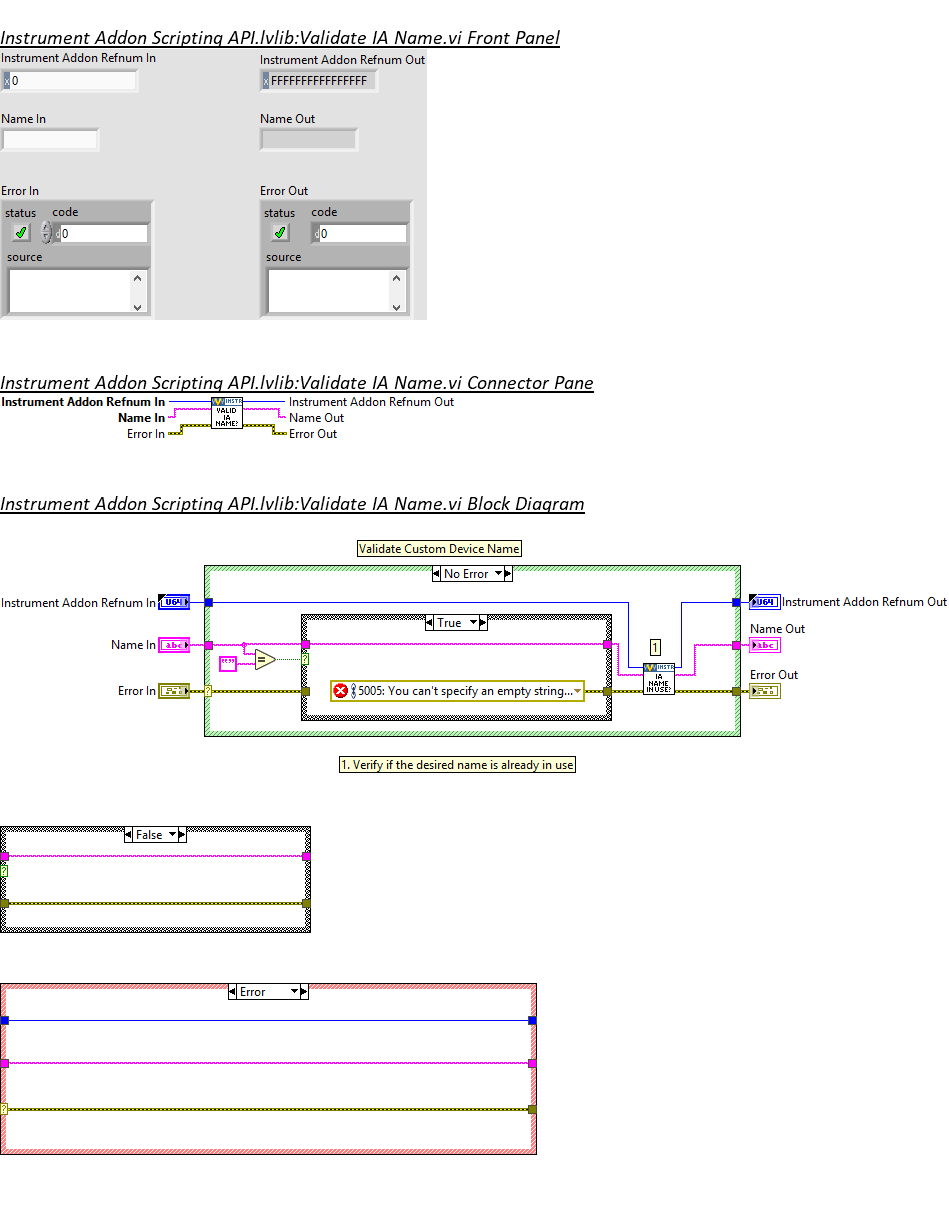 Instrument Addon Scripting API.lvlib:Validate IA Name.vi Front Panel
Instrument Addon Refnum In
Instrument Addon Refnum Out
x 0
x FFFFFFFFFFFFFFFF
Name In
Name Out
Error In
Error Out
status code
status code
d 0
d 0
source
source
Instrument Addon Scripting API.lvlib:Validate IA Name.vi Connector Pane
Instrument Addon Refnum In
INSTR
Instrument Addon Refnum Out
Name In
VALID
IA
NAME?
Name Out
Error In
Error Out
Instrument Addon Scripting API.lvlib:Validate IA Name.vi Block Diagram
Validate Custom Device Name
No Error
Instrument Addon Refnum In
U64
U64
Instrument Addon Refnum Out
True
Name Out
Name In
abc
abc
""
=
?
1
INSTR
IA
NAME
IN USE?
Error Out
Error In
?
5005: You can't specify an empty string...
1. Verify if the desired name is already in use
False
?
Error
?